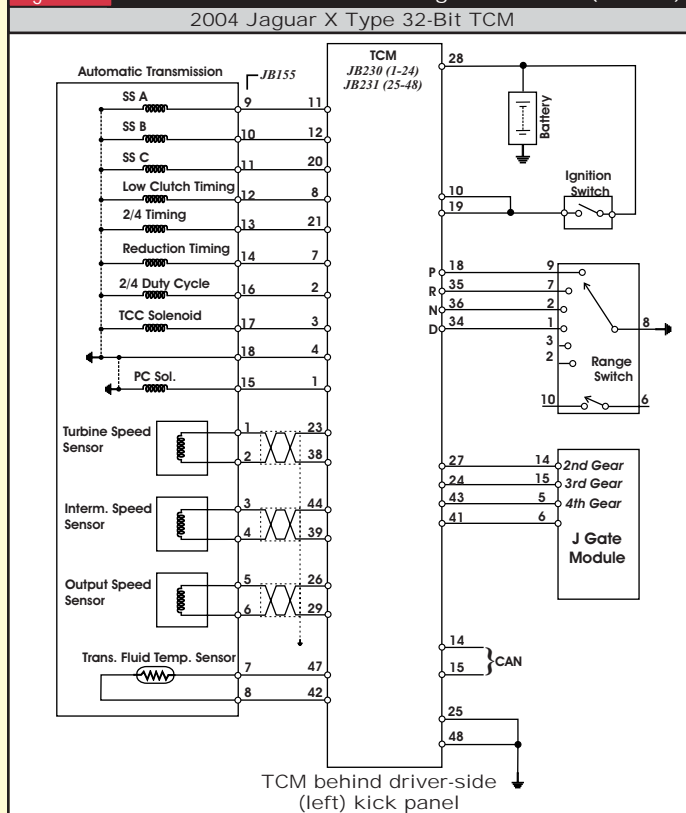 2004 Jaguar X Type 32-Bit TCM
TCM
JB230 (1-24)
JB231 (25-48)
Automatic Transmission
JB155
SS A
9 11
SS B
10 12
SS C
11 20
Low Clutch Timing
12 8
2/4 Timing
13 21
Reduction Timing
14 7
2/4 Duty Cycle
16 2
TCC Solenoid
17 3
18 4
PC Sol.
15 1
Turbine Speed
Sensor
1 23
2 38
Interm. Speed
Sensor
3 44
4 39
Output Speed
Sensor
5 26
6 29
Trans. Fluid Temp. Sensor
7 47
8 42
28
Battery
Ignition
Switch
10
19
P 18 9
R 35 7
N 36 2
D 34 1
8
3
2
Range
Switch
10 6
27 14 2nd Gear
24 15 3rd Gear
43 5 4th Gear
41 6
J Gate
Module
14
15
CAN
25
48
TCM behind driver-side
(left) kick panel